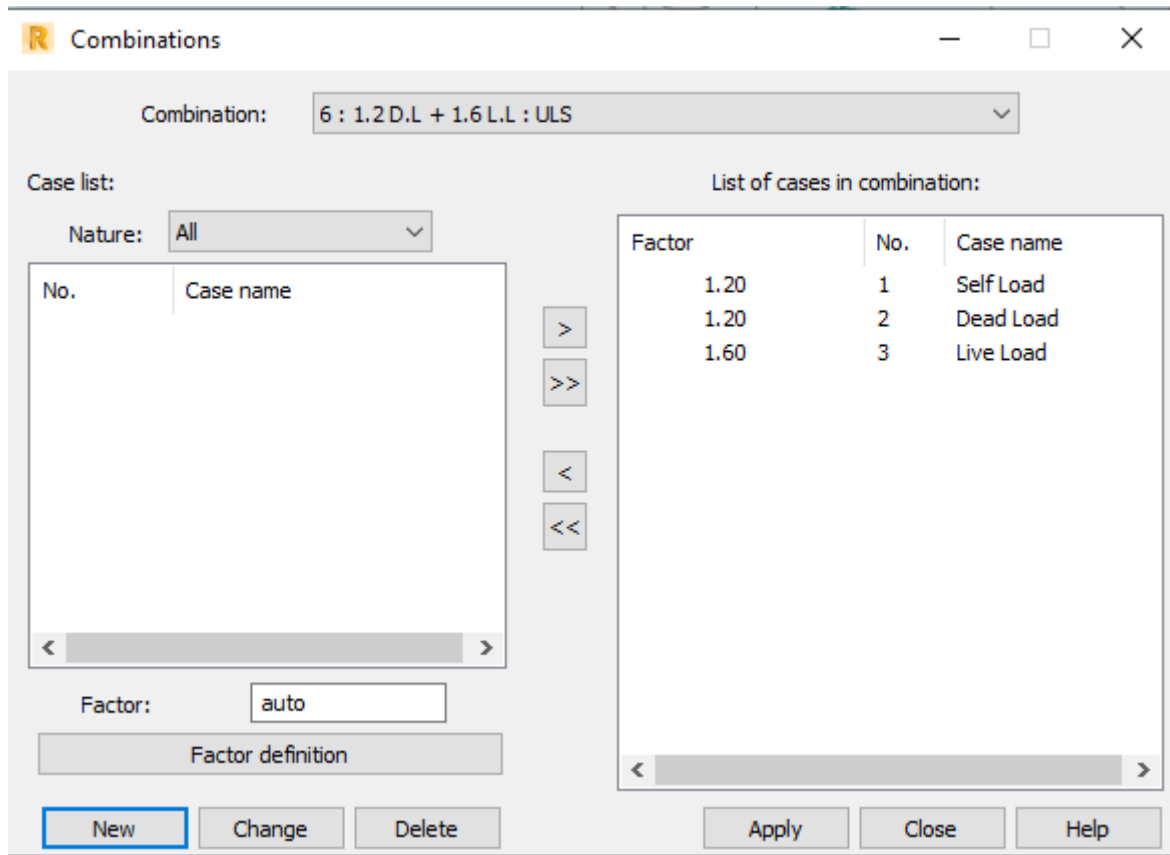 R Combinations
Combination: 6 : 1.2 D.L + 1.6 L.L : ULS
Case list:
Nature: All
No. Case name
> 
>>
<
<<
Factor: auto
Factor definition
New Change Delete
List of cases in combination:
Factor No. Case name
1.20 1 Self Load
1.20 2 Dead Load
1.60 3 Live Load
Apply Close Help